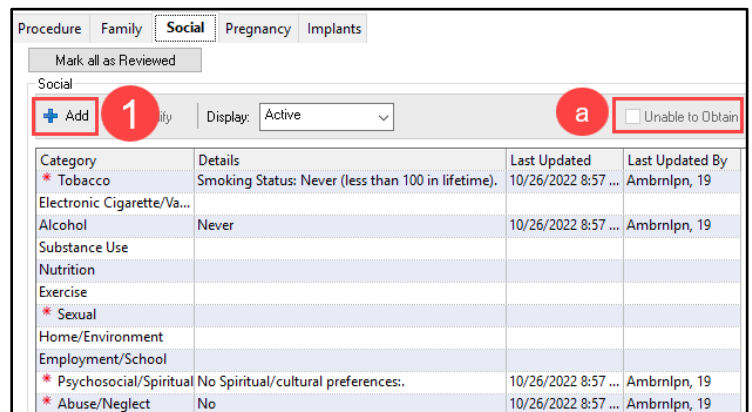 Procedure Family Social Pregnancy Implants
Mark all as Reviewed
Social
Add 1 ify Display: Active a Unable to Obtain
Category Details Last Updated Last Updated By
* Tobacco Smoking Status: Never (less than 100 in lifetime). 10/26/2022 8:57 ... Ambrnlpn, 19
Electronic Cigarette/Va...
Alcohol Never 10/26/2022 8:57 ... Ambrnlpn, 19
Substance Use
Nutrition
Exercise
* Sexual
Home/Environment
Employment/School
* Psychosocial/Spiritual No Spiritual/cultural preferences:. 10/26/2022 8:57 ... Ambrnlpn, 19
* Abuse/Neglect No 10/26/2022 8:57 ... Ambrnlpn, 19